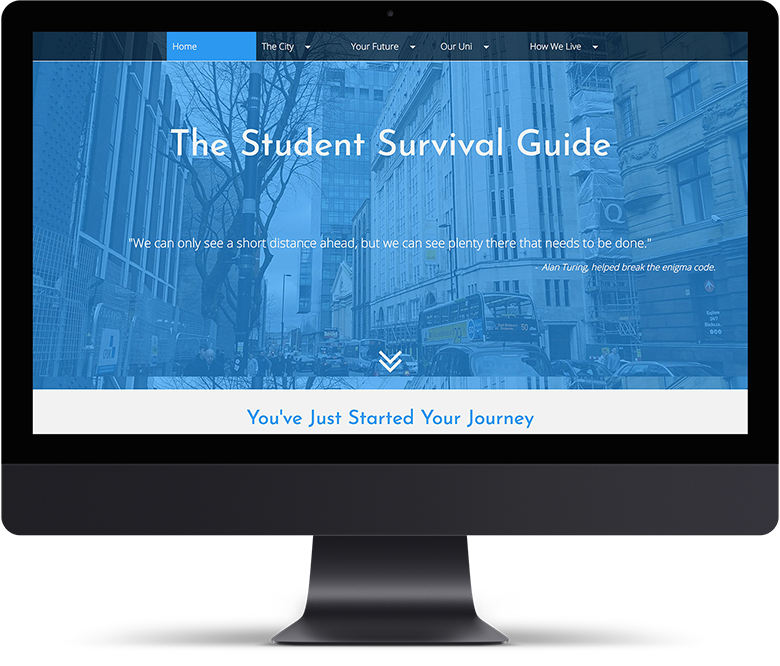 Home The City Your Future Our Uni How We Live
The Student Survival Guide
"We can only see a short distance ahead, but we can see plenty there that needs to be done."
- Alan Turing, helped break the enigma code.
Q
60
You've Just Started Your Journey